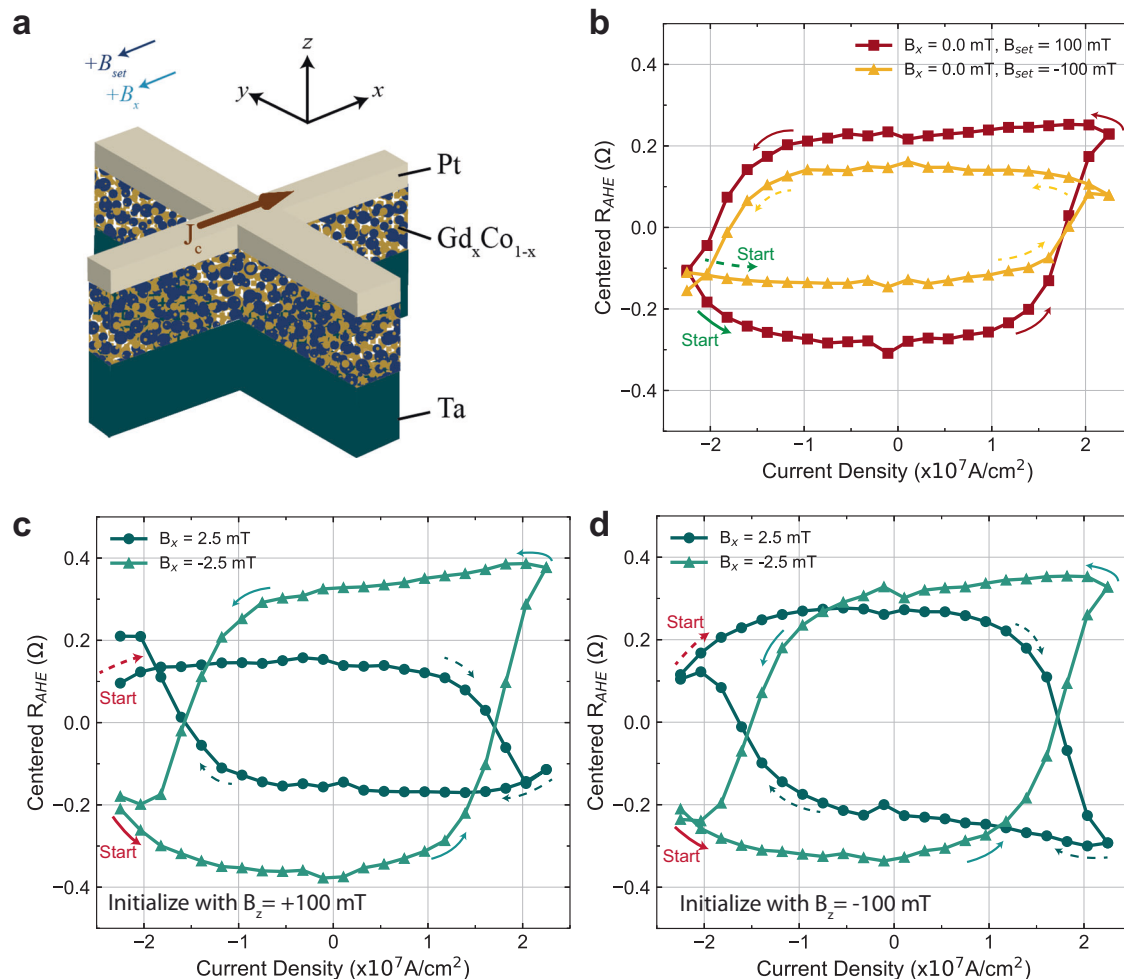 a
+B_set
+B_x
z
y
x
J_c
Pt
Gd_xCo_{1-x}
Ta
b
B_x = 0.0 mT, B_set = 100 mT
B_x = 0.0 mT, B_set = -100 mT
Centered R_AHE (Ω)
0.4
0.2
0.0
−0.2
−0.4
Start
Start
−2
−1
0
1
2
Current Density (x10^7A/cm^2)
c
B_x = 2.5 mT
B_x = -2.5 mT
Centered R_AHE (Ω)
0.4
0.2
0.0
−0.2
−0.4
Start
Start
Initialize with B_z= +100 mT
−2
−1
0
1
2
Current Density (x10^7A/cm^2)
d
B_x = 2.5 mT
B_x = -2.5 mT
Centered R_AHE (Ω)
0.4
0.2
0.0
−0.2
−0.4
Start
Start
Initialize with B_z= -100 mT
−2
−1
0
1
2
Current Density (x10^7A/cm^2)